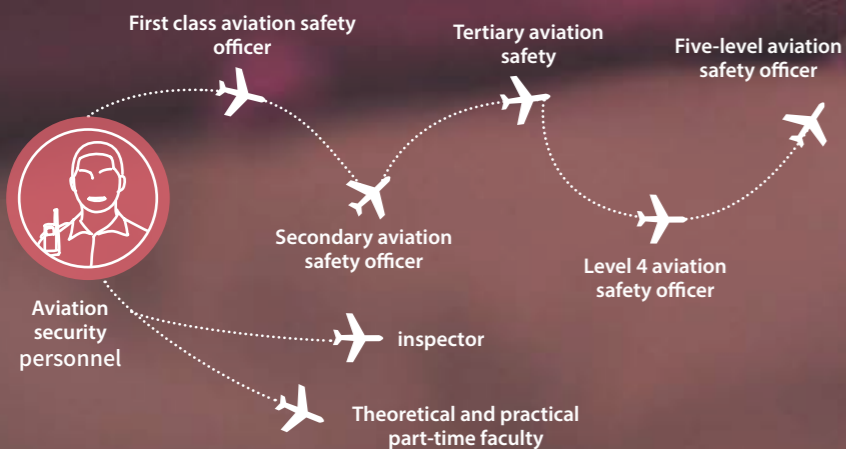 First class aviation safety
officer
Secondary aviation
safety officer
Tertiary aviation
safety
Level 4 aviation
safety officer
Five-level aviation
safety officer
Aviation
security
personnel
inspector
Theoretical and practical
part-time faculty